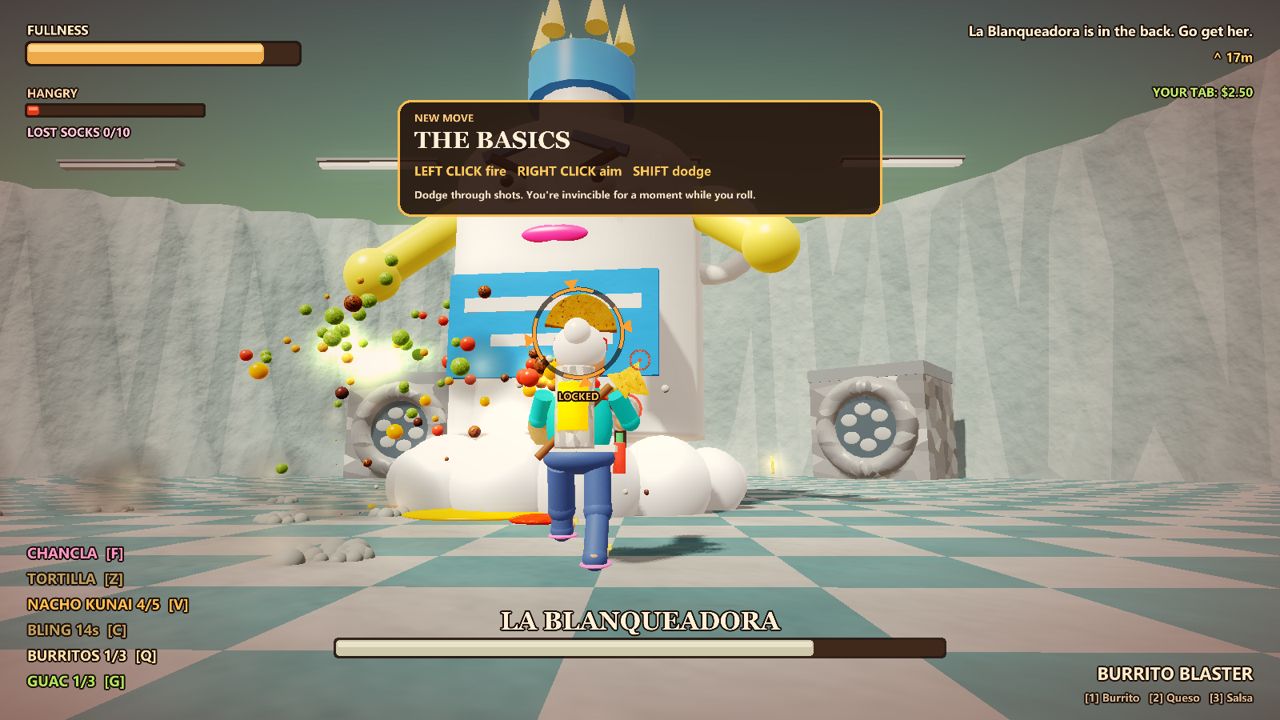 FULLNESS
HANGRY
LOST SOCKS 0/10
La Blanqueadora is in the back. Go get her.
^ 17m
YOUR TAB: $2.50
NEW MOVE
THE BASICS
LEFT CLICK fire RIGHT CLICK aim SHIFT dodge
Dodge through shots. You're invincible for a moment while you roll.
LOCKED
CHANCLA [F]
TORTILLA [Z]
NACHO KUNAI 4/5 [V]
BLING 14s [C]
BURRITOS 1/3 [Q]
GUAC 1/3 [G]
LA BLANQUEADORA
BURRITO BLASTER
[1] Burrito [2] Queso [3] Salsa